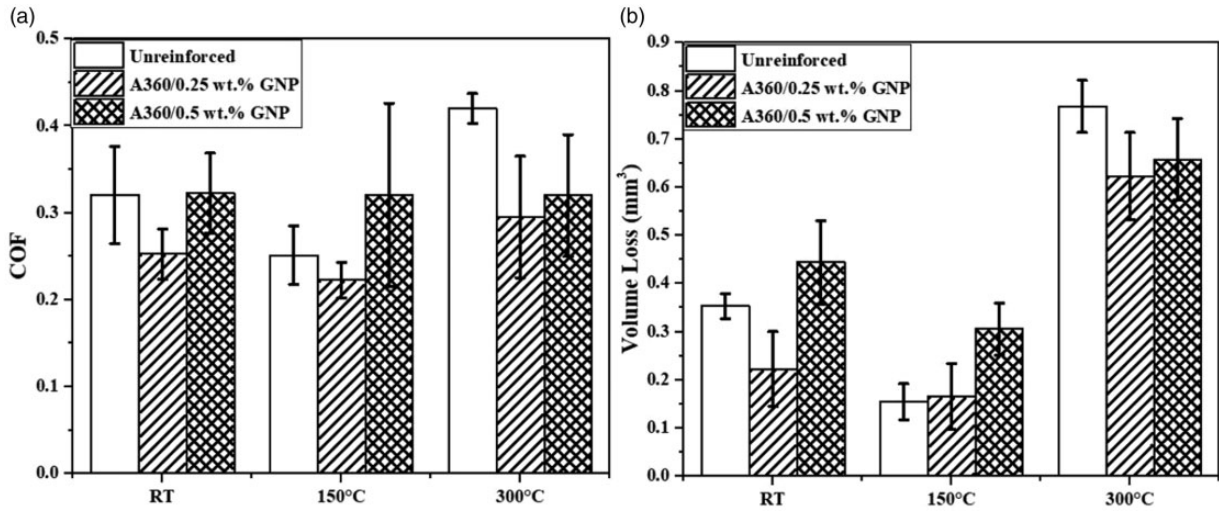 (a)
0.5
0.4
0.3
0.2
0.1
0.0
COF
Unreinforced
A360/0.25 wt.% GNP
A360/0.5 wt.% GNP
RT
150°C
300°C
(b)
0.9
0.8
0.7
0.6
0.5
0.4
0.3
0.2
0.1
0.0
Volume Loss (mm³)
Unreinforced
A360/0.25 wt.% GNP
A360/0.5 wt.% GNP
RT
150°C
300°C